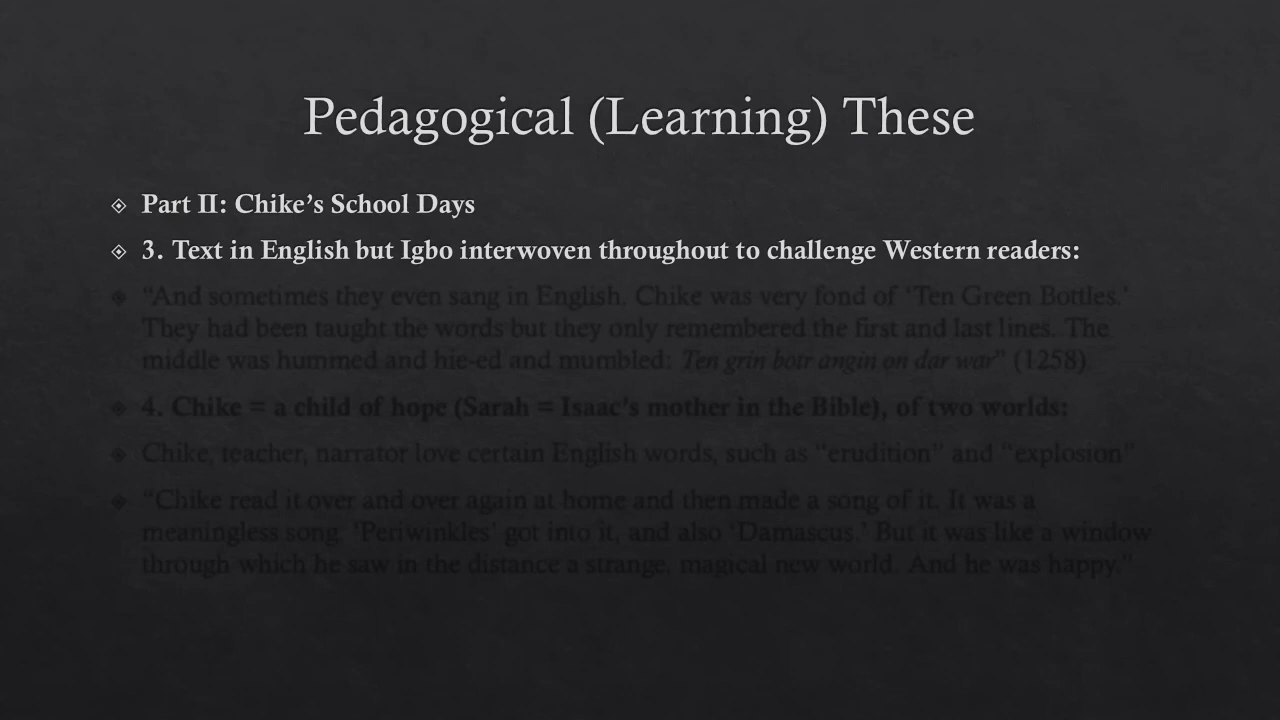 Pedagogical (Learning) These
Part II: Chike's School Days
3. Text in English but Igbo interwoven throughout to challenge Western readers:
"And sometimes they even sang in English. Chike was very fond of 'Ten Green Bottles.'
They had been taught the words but they only remembered the first and last lines. The
middle was hummed and hie-ed and mumbled: Ten grin botr angin on dar war" (1258)
4. Chike = a child of hope (Sarah = Isaac's mother in the Bible), of two worlds:
Chike, teacher, narrator love certain English words, such as "erudition" and "explosion"
"Chike read it over and over again at home and then made a song of it. It was a
meaningless song. 'Periwinkles' got into it, and also 'Damascus.' But it was like a window
through which he saw in the distance a strange, magical new world. And he was happy."